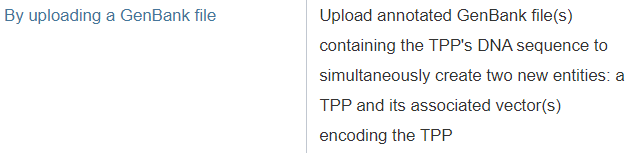 By uploading a GenBank file
Upload annotated GenBank file(s)
containing the TPP's DNA sequence to
simultaneously create two new entities: a
TPP and its associated vector(s)
encoding the TPP